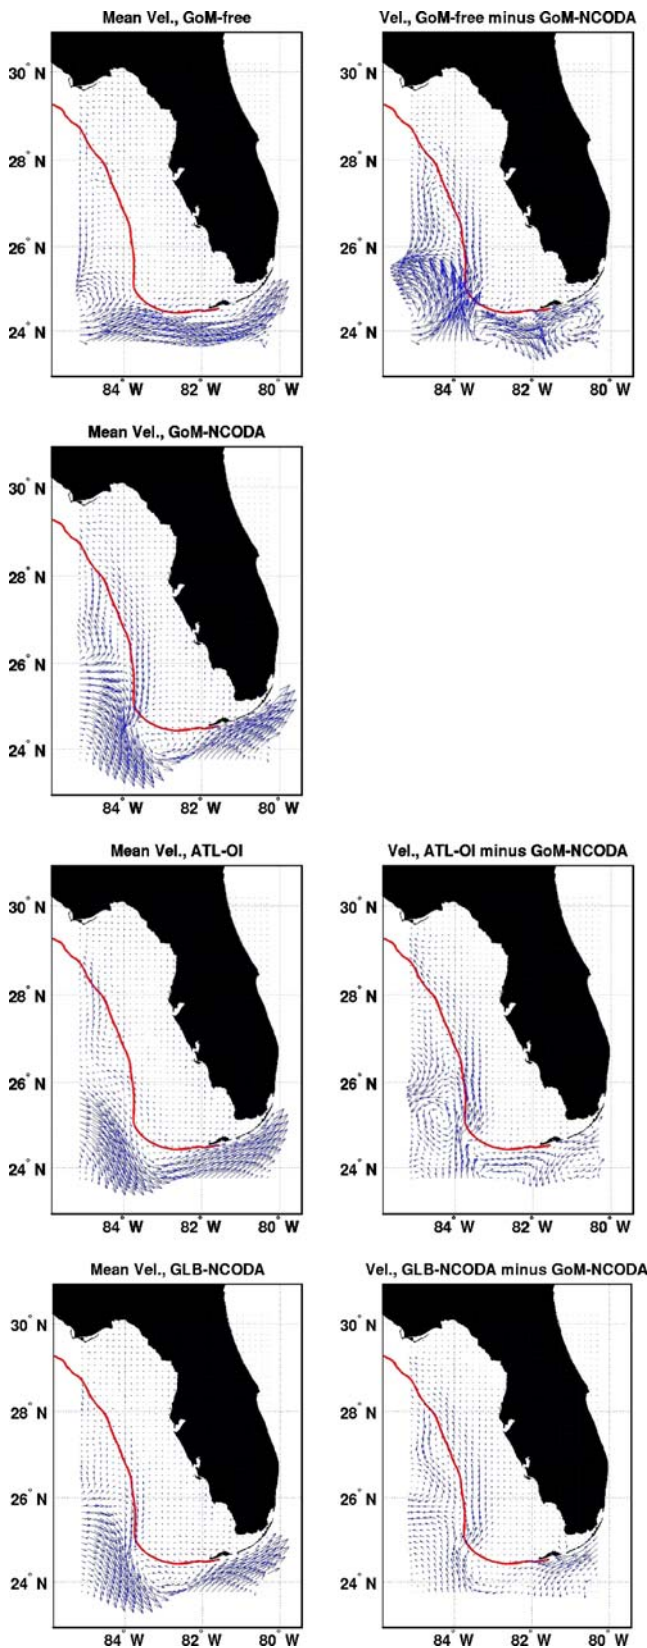 Mean Vel., GoM-free
30° N
28° N
26° N
24° N
84° W
82° W
80° W
Vel., GoM-free minus GoM-NCODA
30° N
28° N
26° N
24° N
84° W
82° W
80° W
Mean Vel., GoM-NCODA
30° N
28° N
26° N
24° N
84° W
82° W
80° W
Mean Vel., ATL-OI
30° N
28° N
26° N
24° N
84° W
82° W
80° W
Vel., ATL-OI minus GoM-NCODA
30° N
28° N
26° N
24° N
84° W
82° W
80° W
Mean Vel., GLB-NCODA
30° N
28° N
26° N
24° N
84° W
82° W
80° W
Vel., GLB-NCODA minus GoM-NCODA
30° N
28° N
26° N
24° N
84° W
82° W
80° W